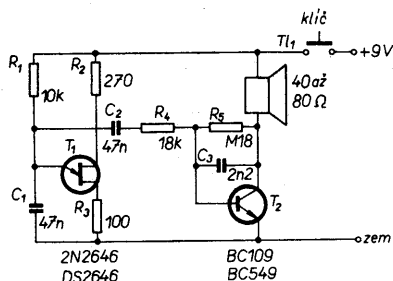 klíč
Tl₁
+9V
R₁
10k
R₂
270
C₂
47n
R₄
18k
R₅
M18
40 až
80 Ω
T₁
C₃
2n2
C₁
47n
R₃
100
T₂
zem
2N2646
DS2646
BC109
BC549